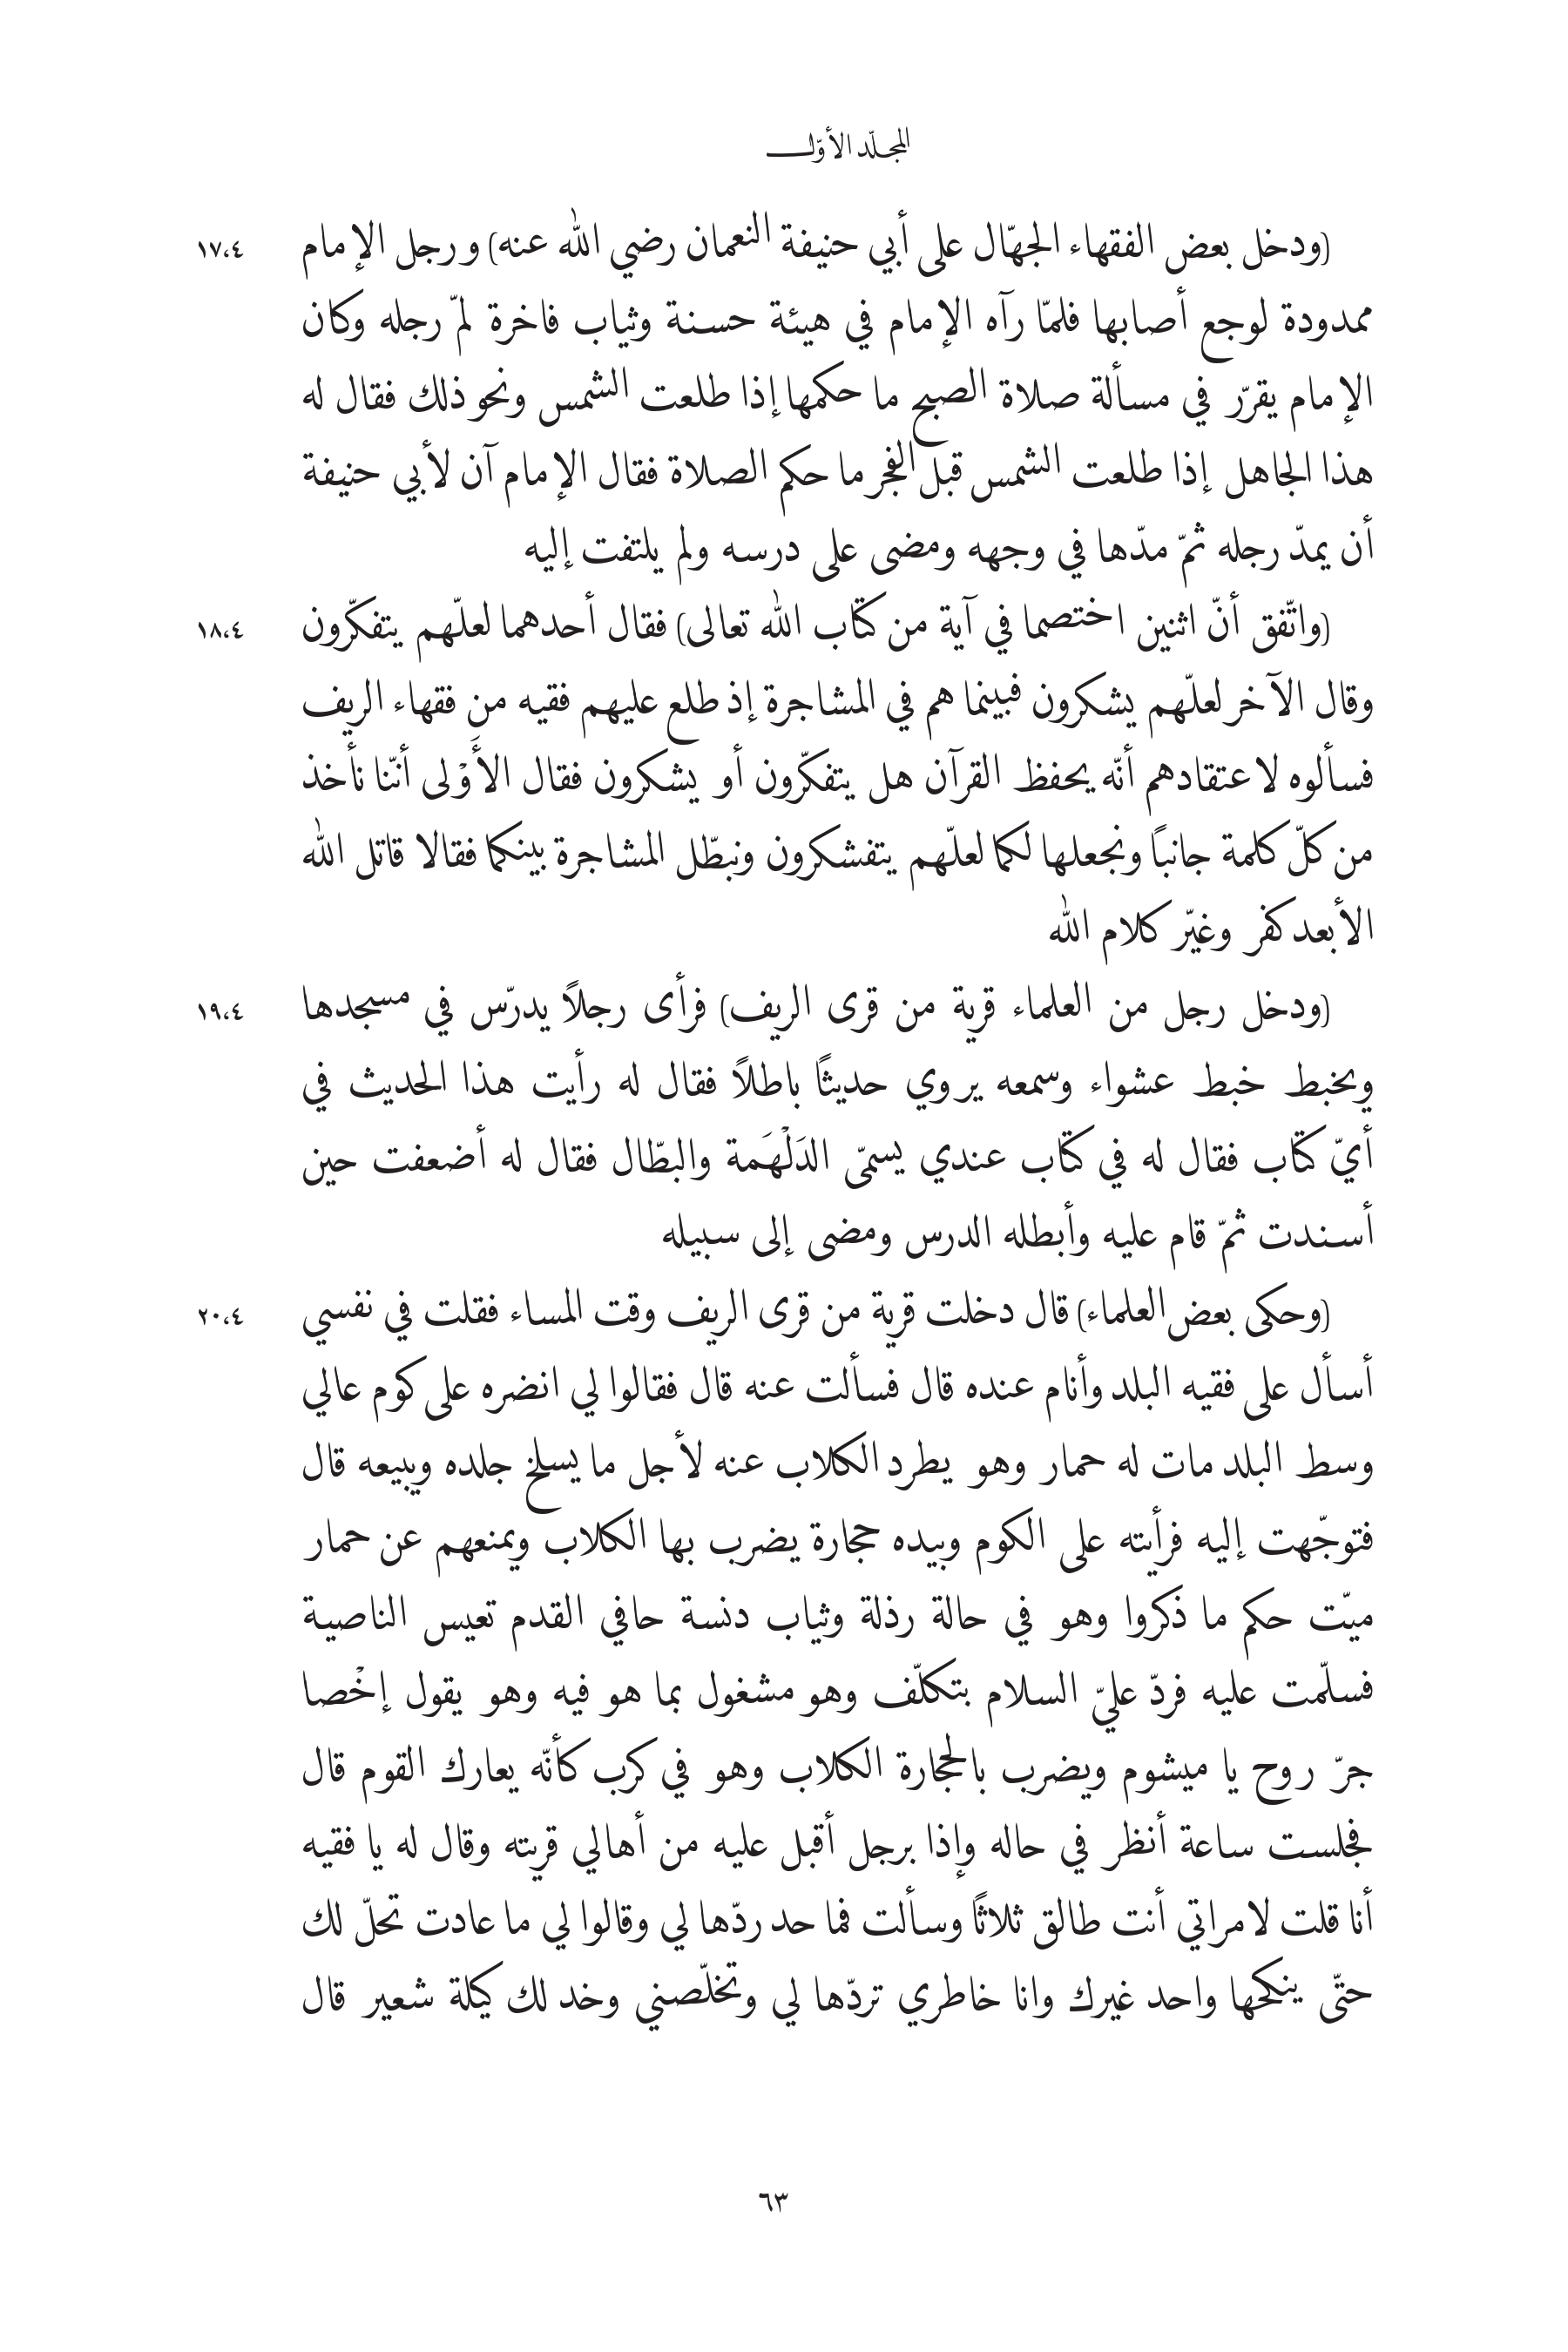 المجلّد الأوّل
(ودخل بعض الفقهاء الجهّال على أبي حنيفة النعمان رضي الله عنه) ورجل الإمام ١٧،٤
ممدودة لوجع أصابها فلمّا رآه الإمام في هيئة حسنة وثياب فاخرة لمّ رجله وكان
الإمام يقرّر في مسألة صلاة الصبح ما حكمها إذا طلعت الشمس ونحو ذلك فقال له
هذا الجاهل إذا طلعت الشمس قبل الفجر ما حكم الصلاة فقال الإمام آن لأبي حنيفة
أن يمدّ رجله ثمّ مدّها في وجهه ومضى على درسه ولم يلتفت إليه
(واتّفق أنّ اثنين اختصما في آية من كتاب الله تعالى) فقال أحدهما لعلّهم يتفكّرون ١٨،٤
وقال الآخر لعلّهم يشكرون فبينما هم في المشاجرة إذ طلع عليهم فقيه من فقهاء الريف
فسألوه لاعتقادهم أنّه يحفظ القرآن هل يتفكّرون أو يشكرون فقال الأَوْلى أنّنا نأخذ
من كلّ كلمة جانبًا ونجعلها لكما لعلّهم يتفشكرون ونبطّل المشاجرة بينكما فقالا قاتل الله
الأبعد كفر وغيّر كلام الله
(ودخل رجل من العلماء قرية من قرى الريف) فرأى رجلاً يدرّس في مسجدها ١٩،٤
ويخبط خبط عشواء وسمعه يروي حديثًا باطلاً فقال له رأيت هذا الحديث في
أيّ كتاب فقال له في كتاب عندي يسمّى الدَلْهَمة والبطّال فقال له أضعفت حين
أسندت ثمّ قام عليه وأبطله الدرس ومضى إلى سبيله
(وحكى بعض العلماء) قال دخلت قرية من قرى الريف وقت المساء فقلت في نفسي ٢٠،٤
أسأل على فقيه البلد وأنام عنده قال فسألت عنه قال فقالوا لي انضره على كوم عالي
وسط البلد مات له حمار وهو يطرد الكلاب عنه لأجل ما يسلخ جلده ويبيعه قال
فتوجّهت إليه فرأيته على الكوم وبيده حجارة يضرب بها الكلاب ويمنعهم عن حمار
ميّت حكم ما ذكروا وهو في حالة رذلة وثياب دنسة حافي القدم تعيس الناصية
فسلّمت عليه فردّ عليّ السلام بتكلّف وهو مشغول بما هو فيه وهو يقول إخْصا
جرّ روح يا ميشوم ويضرب بالحجارة الكلاب وهو في كرب كأنّه يعارك القوم قال
فجلست ساعة أنظر في حاله وإذا برجل أقبل عليه من أهالي قريته وقال له يا فقيه
أنا قلت لامراتي أنت طالق ثلاثًا وسألت فما حد ردّها لي وقالوا لي ما عادت تحلّ لك
حتّى ينكحها واحد غيرك وانا خاطري تردّها لي وتخلّصني وخد لك كيلة شعير قال
٦٣